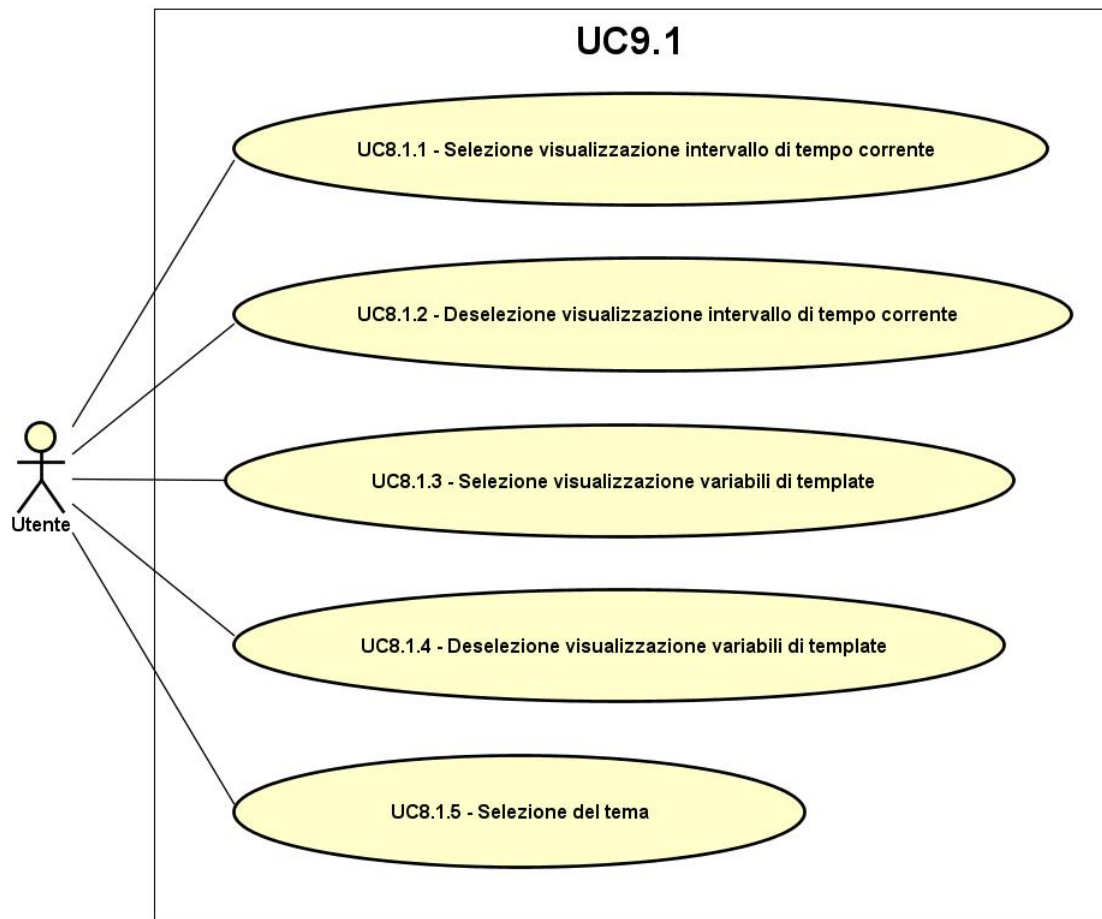 UC9.1
UC8.1.1 - Selezione visualizzazione intervallo di tempo corrente
UC8.1.2 - Deselezione visualizzazione intervallo di tempo corrente
UC8.1.3 - Selezione visualizzazione variabili di template
Utente
UC8.1.4 - Deselezione visualizzazione variabili di template
UC8.1.5 - Selezione del tema